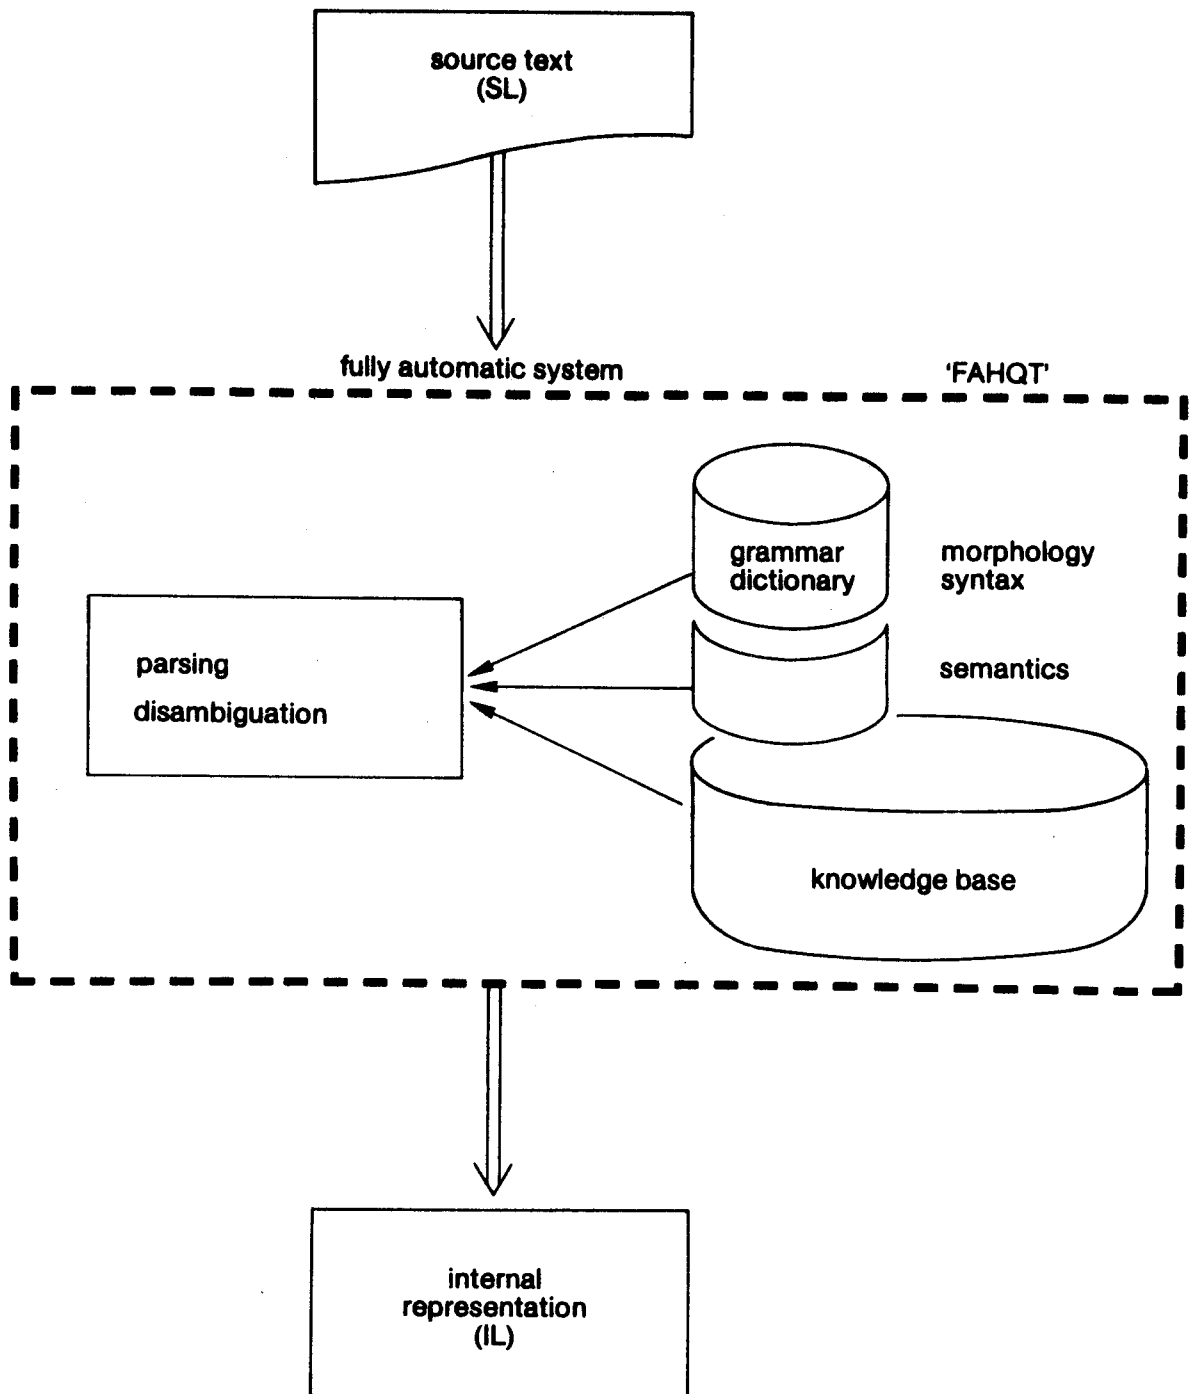 source text
(SL)
fully automatic system
'FAHQT'
grammar
dictionary
morphology
syntax
parsing
disambiguation
semantics
knowledge base
internal
representation
(IL)